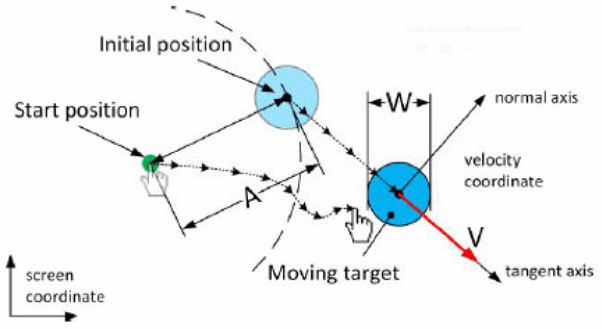 Initial position
Start position
W
normal axis
velocity
coordinate
A
V
Moving target
tangent axis
screen
coordinate